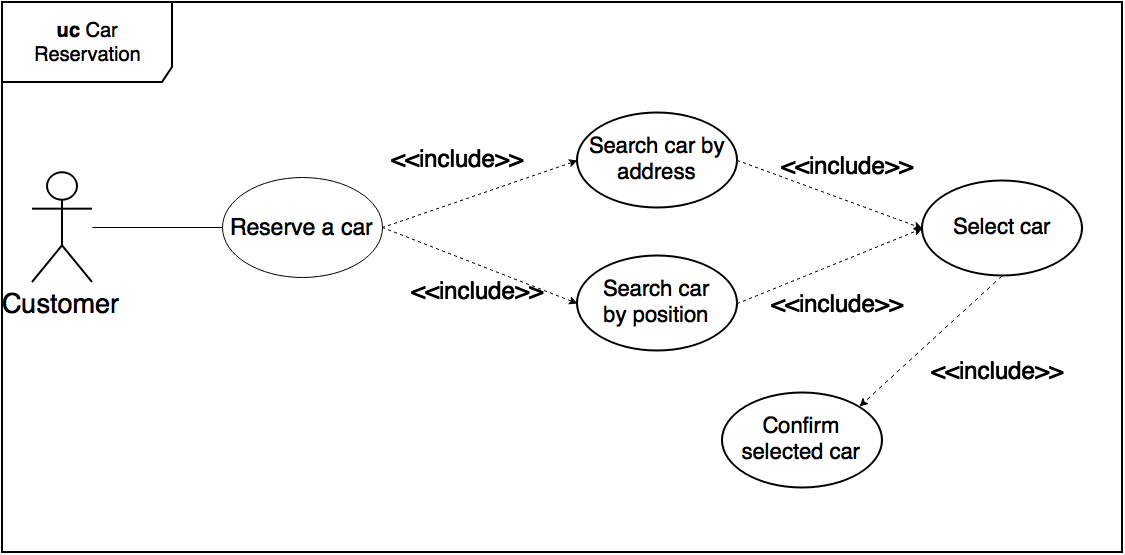 uc Car
Reservation
<<include>>
Search car by
address
<<include>>
Customer
Reserve a car
Select car
<<include>>
Search car
by position
<<include>>
<<include>>
Confirm
selected car